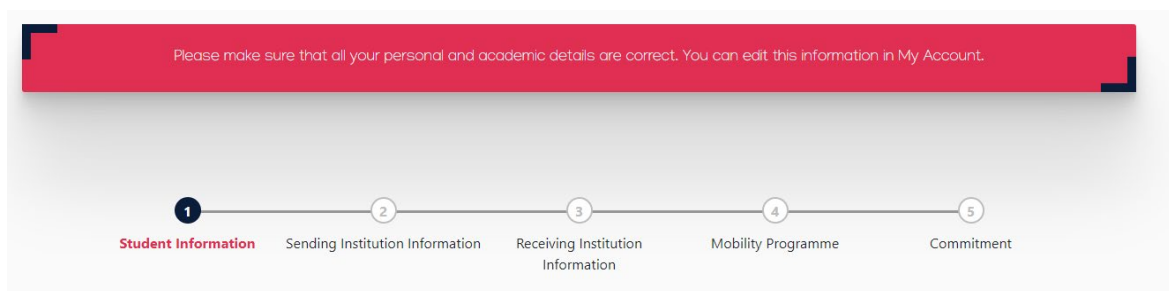 Please make sure that all your personal and academic details are correct. You can edit this information in My Account.
1 2 3 4 5
Student Information Sending Institution Information Receiving Institution Mobility Programme Commitment
Information